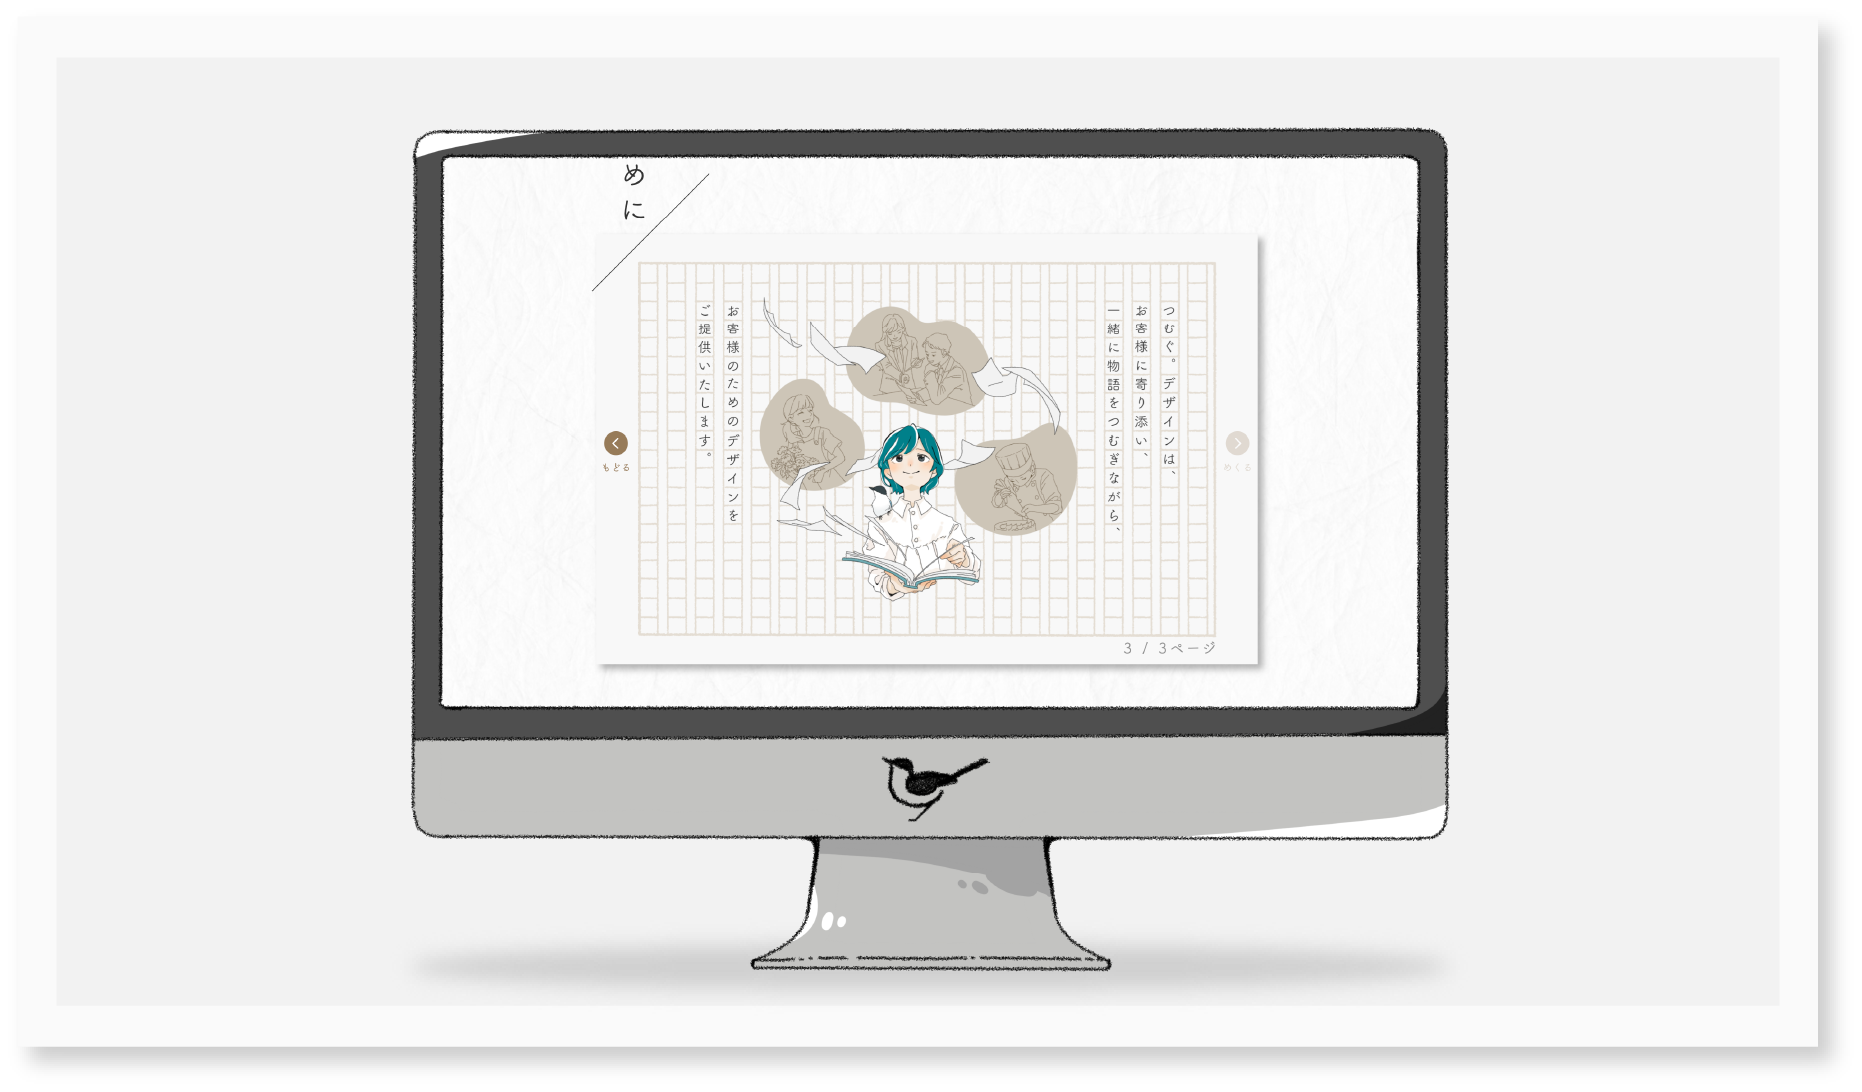 めに
つむぐ。デザインは、
お客様に寄り添い、
一緒に物語をつむぎながら、
お客様のためのデザインを
ご提供いたします。
もどる
めくる
3 / 3ページ